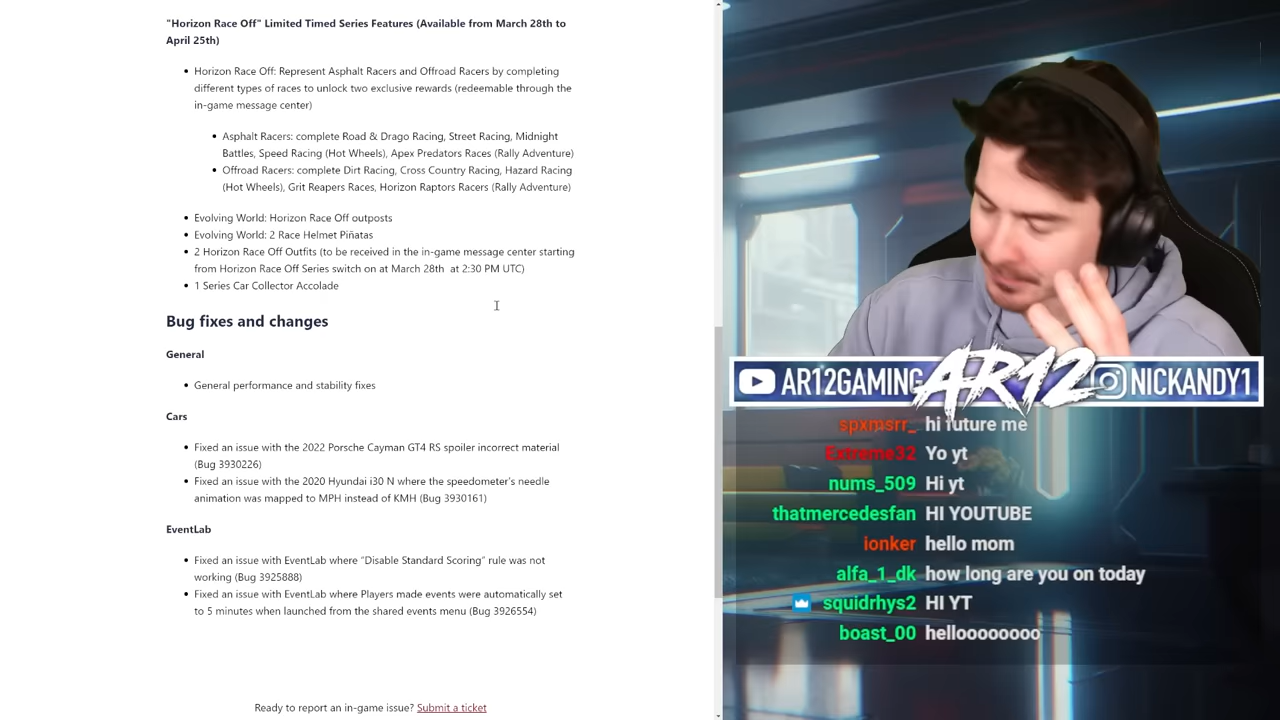 "Horizon Race Off" Limited Timed Series Features (Available from March 28th to
April 25th)
• Horizon Race Off: Represent Asphalt Racers and Offroad Racers by completing
different types of races to unlock two exclusive rewards (redeemable through the
in-game message center)
• Asphalt Racers: complete Road & Drago Racing, Street Racing, Midnight
Battles, Speed Racing (Hot Wheels), Apex Predators Races (Rally Adventure)
• Offroad Racers: complete Dirt Racing, Cross Country Racing, Hazard Racing
(Hot Wheels), Grit Reapers Races, Horizon Raptors Racers (Rally Adventure)
• Evolving World: Horizon Race Off outposts
• Evolving World: 2 Race Helmet Piñatas
• 2 Horizon Race Off Outfits (to be received in the in-game message center starting
from Horizon Race Off Series switch on at March 28th  at 2:30 PM UTC)
• 1 Series Car Collector Accolade
Bug fixes and changes
General
• General performance and stability fixes
Cars
• Fixed an issue with the 2022 Porsche Cayman GT4 RS spoiler incorrect material
(Bug 3930226)
• Fixed an issue with the 2020 Hyundai i30 N where the speedometer's needle
animation was mapped to MPH instead of KMH (Bug 3930161)
EventLab
• Fixed an issue with EventLab where "Disable Standard Scoring" rule was not
working (Bug 3925888)
• Fixed an issue with EventLab where Players made events were automatically set
to 5 minutes when launched from the shared events menu (Bug 3926554)
Ready to report an in-game issue? Submit a ticket
AR12GAMING AR12 NICKANDY1
spxmsrr_ hi future me
Extreme32 Yo yt
nums_509 Hi yt
thatmercedesfan HI YOUTUBE
ionker hello mom
alfa_1_dk how long are you on today
squidrhys2 HI YT
boast_00 helloooooooo